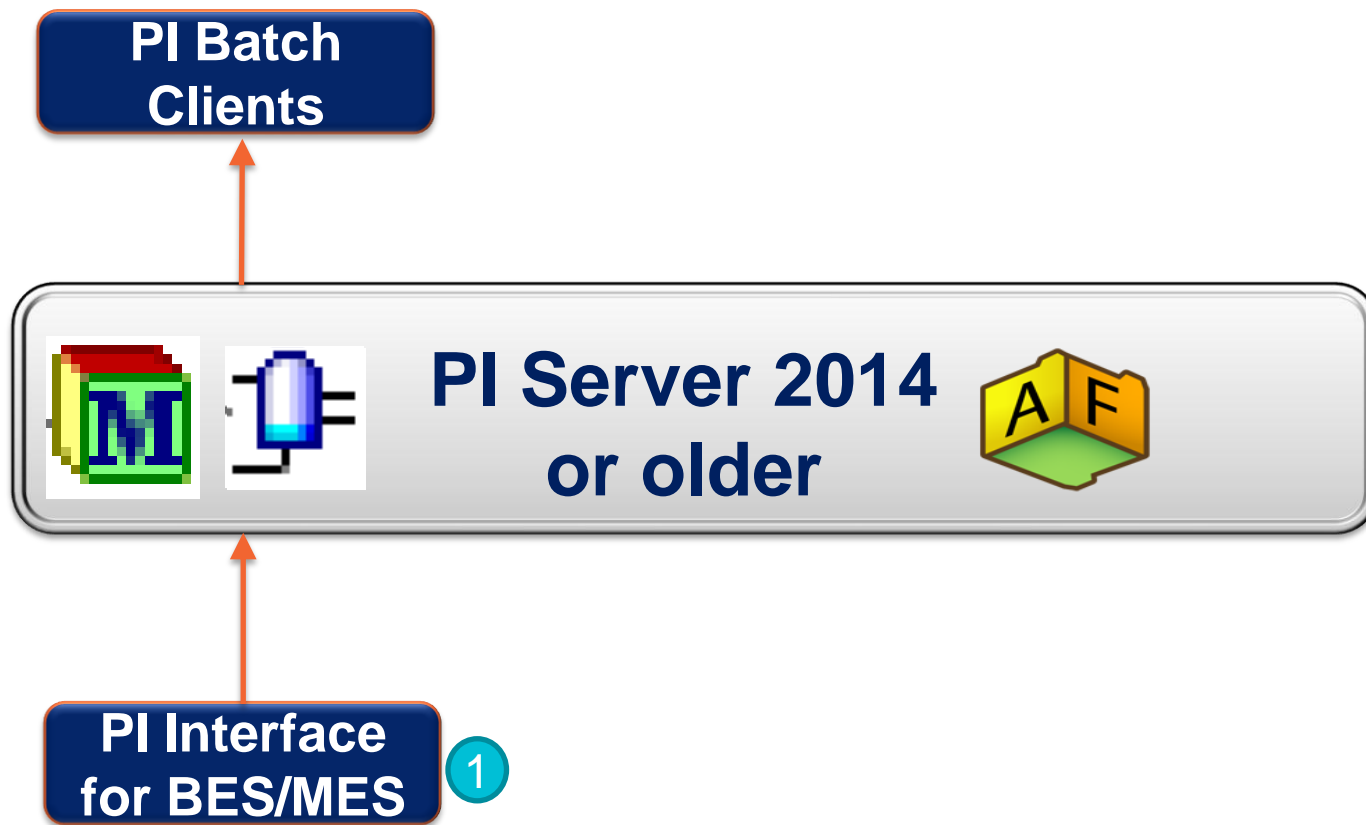 PI Batch
Clients
M
PI Server 2014
or older
A F
PI Interface
for BES/MES
1